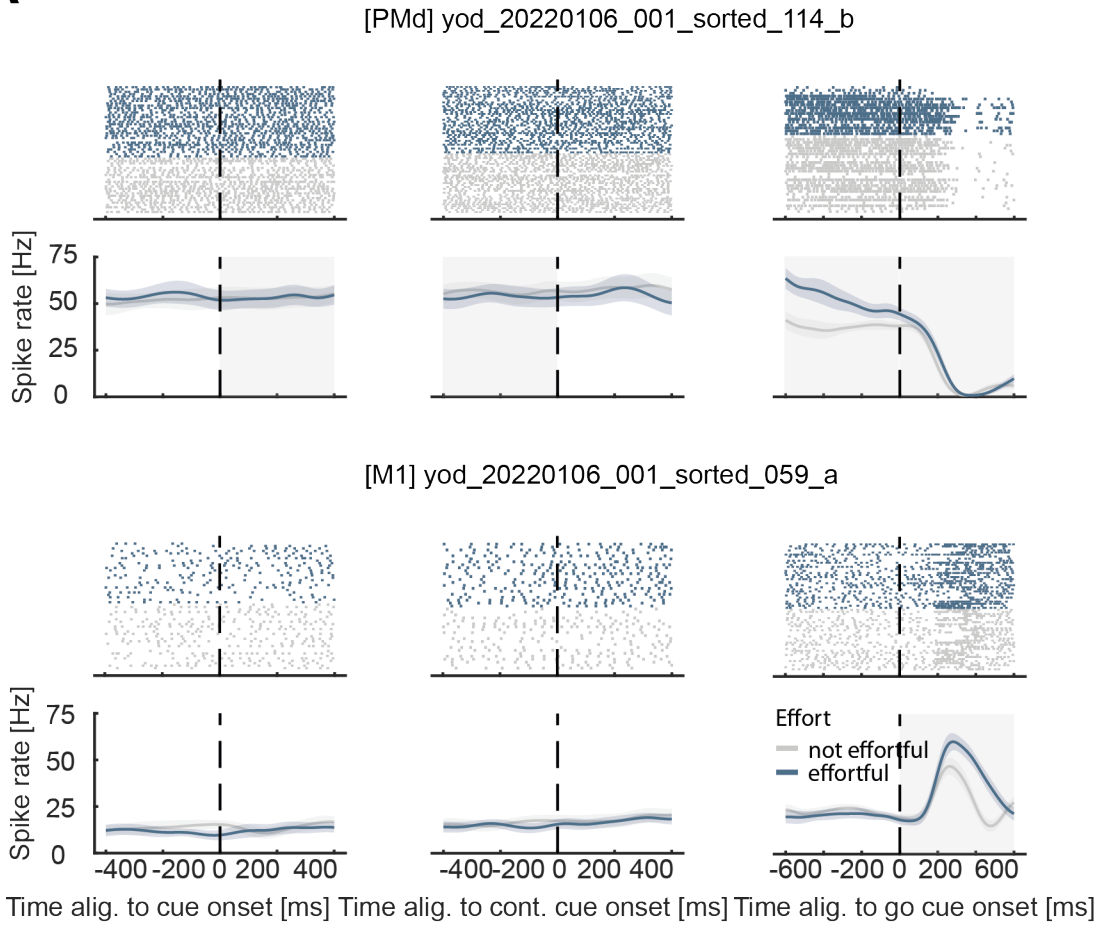 [PMd] yod_20220106_001_sorted_114_b
Spike rate [Hz]
75
50
25
0
[M1] yod_20220106_001_sorted_059_a
Spike rate [Hz]
75
50
25
0
Effort
not effortful
effortful
-400 -200 0 200 400 -400 -200 0 200 400 -600 -200 0 200 600
Time alig. to cue onset [ms] Time alig. to cont. cue onset [ms] Time alig. to go cue onset [ms]